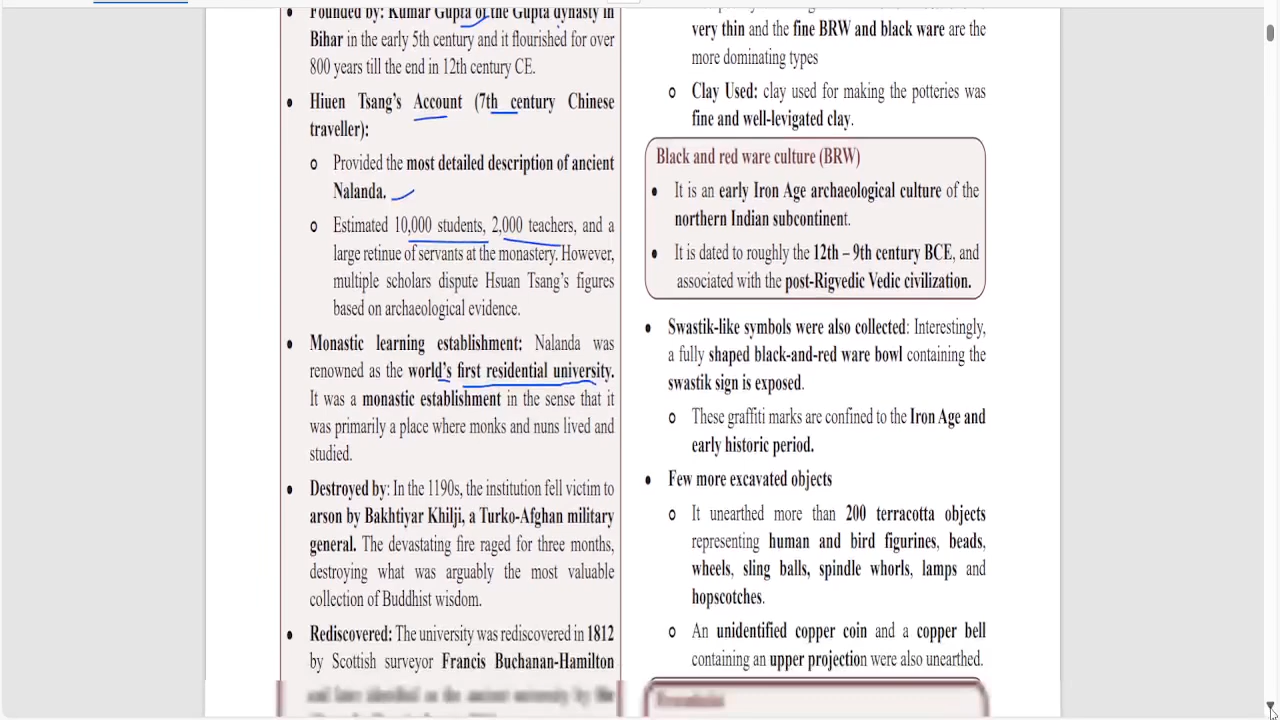 Founded by: Kumar Gupta of the Gupta dynasty in
Bihar in the early 5th century and it flourished for over
800 years till the end in 12th century CE.
• Hiuen Tsang's Account (7th century Chinese
traveller):
o Provided the most detailed description of ancient
Nalanda.
o Estimated 10,000 students, 2,000 teachers, and a
large retinue of servants at the monastery. However,
multiple scholars dispute Hsuan Tsang's figures
based on archaeological evidence.
• Monastic learning establishment: Nalanda was
renowned as the world's first residential university.
It was a monastic establishment in the sense that it
was primarily a place where monks and nuns lived and
studied.
• Destroyed by: In the 1190s, the institution fell victim to
arson by Bakhtiyar Khilji, a Turko-Afghan military
general. The devastating fire raged for three months,
destroying what was arguably the most valuable
collection of Buddhist wisdom.
• Rediscovered: The university was rediscovered in 1812
by Scottish surveyor Francis Buchanan-Hamilton
very thin and the fine BRW and black ware are the
more dominating types
o Clay Used: clay used for making the potteries was
fine and well-levigated clay.
Black and red ware culture (BRW)
• It is an early Iron Age archaeological culture of the
northern Indian subcontinent.
• It is dated to roughly the 12th – 9th century BCE, and
associated with the post-Rigvedic Vedic civilization.
• Swastik-like symbols were also collected: Interestingly,
a fully shaped black-and-red ware bowl containing the
swastik sign is exposed.
o These graffiti marks are confined to the Iron Age and
early historic period.
• Few more excavated objects
o It unearthed more than 200 terracotta objects
representing human and bird figurines, beads,
wheels, sling balls, spindle whorls, lamps and
hopscotches.
o An unidentified copper coin and a copper bell
containing an upper projection were also unearthed.